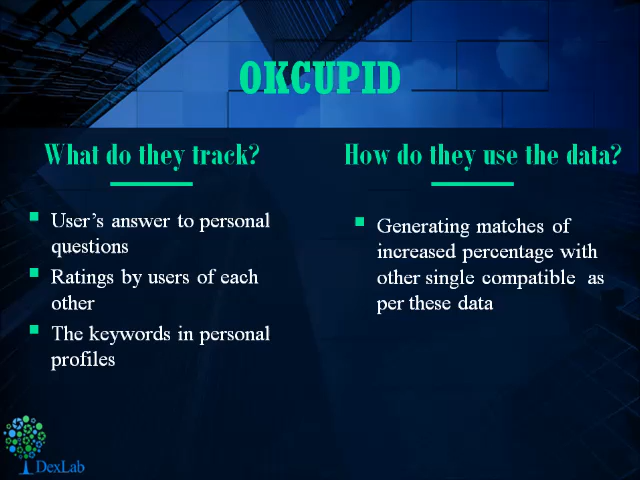 OKCUPID
What do they track?
User's answer to personal
questions
Ratings by users of each
other
The keywords in personal
profiles
How do they use the data?
Generating matches of
increased percentage with
other single compatible as
per these data
DexLab